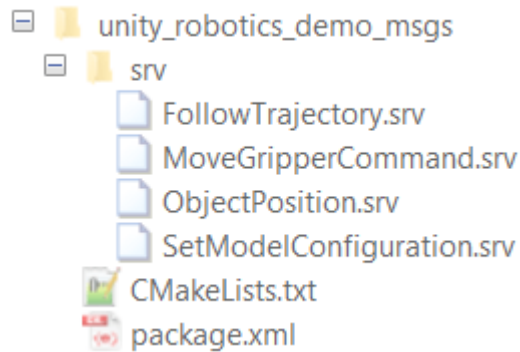 unity_robotics_demo_msgs
srv
FollowTrajectory.srv
MoveGripperCommand.srv
ObjectPosition.srv
SetModelConfiguration.srv
CMakeLists.txt
package.xml